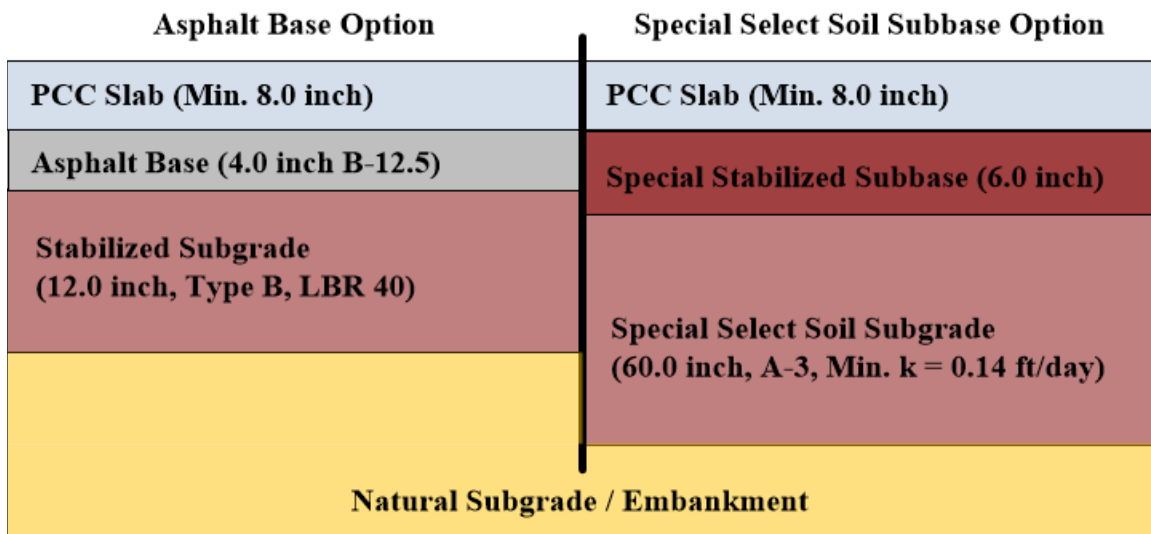 Asphalt Base Option
Special Select Soil Subbase Option
PCC Slab (Min. 8.0 inch)
PCC Slab (Min. 8.0 inch)
Asphalt Base (4.0 inch B-12.5)
Special Stabilized Subbase (6.0 inch)
Stabilized Subgrade
(12.0 inch, Type B, LBR 40)
Special Select Soil Subgrade
(60.0 inch, A-3, Min. k = 0.14 ft/day)
Natural Subgrade / Embankment